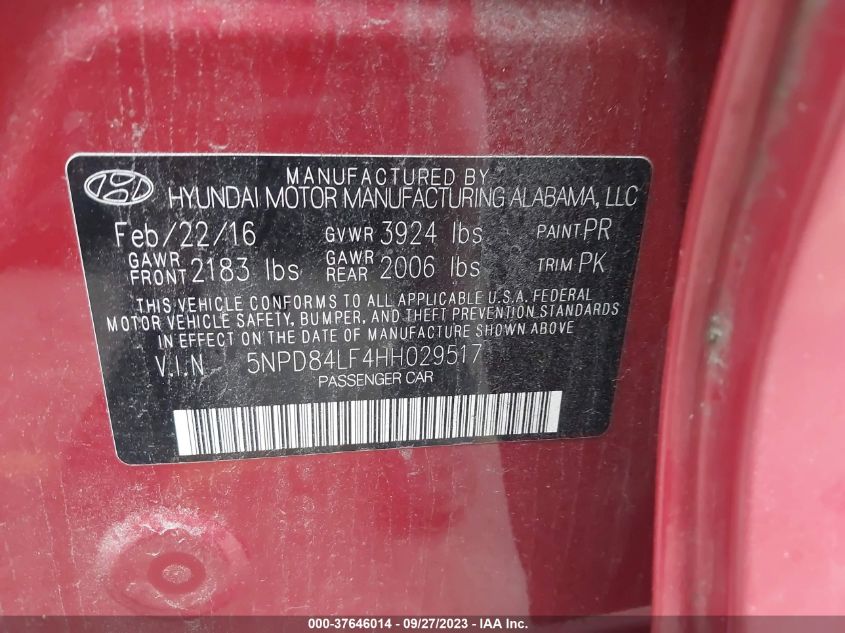 MANUFACTURED BY
HYUNDAI MOTOR MANUFACTURING ALABAMA, LLC
Feb/22/16 GVWR 3924 lbs PAINT PR
GAWR FRONT 2183 lbs GAWR REAR 2006 lbs TRIM PK
THIS VEHICLE CONFORMS TO ALL APPLICABLE U.S.A. FEDERAL
MOTOR VEHICLE SAFETY, BUMPER, AND THEFT PREVENTION STANDARDS
IN EFFECT ON THE DATE OF MANUFACTURE SHOWN ABOVE
V.I.N 5NPD84LF4HH029517
PASSENGER CAR
000-37646014 - 09/27/2023 - IAA Inc.